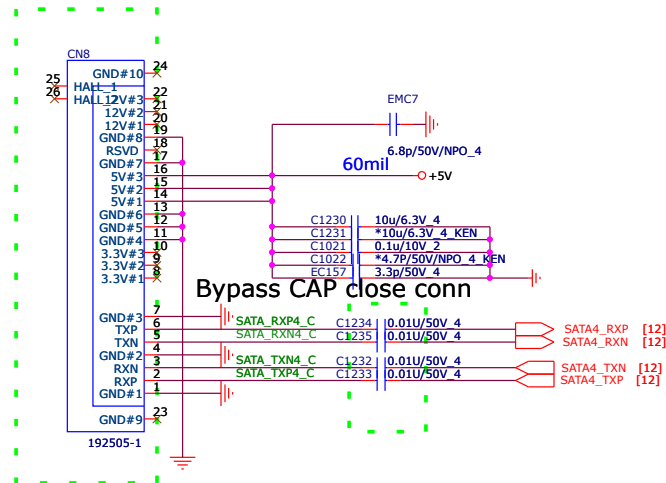 CN8
24
GND#10
25
HALL_1
26
HALL_2
22
12V#3
21
12V#2
20
12V#1
19
GND#8
18
RSVD
17
GND#7
16
5V#3
15
5V#2
14
5V#1
13
GND#6
12
GND#5
11
GND#4
10
3.3V#3
9
3.3V#2
8
3.3V#1
EMC7
6.8p/50V/NPO_4
60mil
+5V
C1230 10u/6.3V_4
C1231 *10u/6.3V_4_KEN
C1021 0.1u/10V_2
C1022 *4.7P/50V/NPO_4_KEN
EC157 3.3p/50V_4
Bypass CAP close conn
7
GND#3
6
TXP SATA_RXP4_C C1234 0.01U/50V_4 SATA4_RXP [12]
5
TXN SATA_RXN4_C C1235 0.01U/50V_4 SATA4_RXN [12]
4
GND#2
3
RXN SATA_TXN4_C C1232 0.01U/50V_4 SATA4_TXN [12]
2
RXP SATA_TXP4_C C1233 0.01U/50V_4 SATA4_TXP [12]
1
GND#1
23
GND#9
192505-1